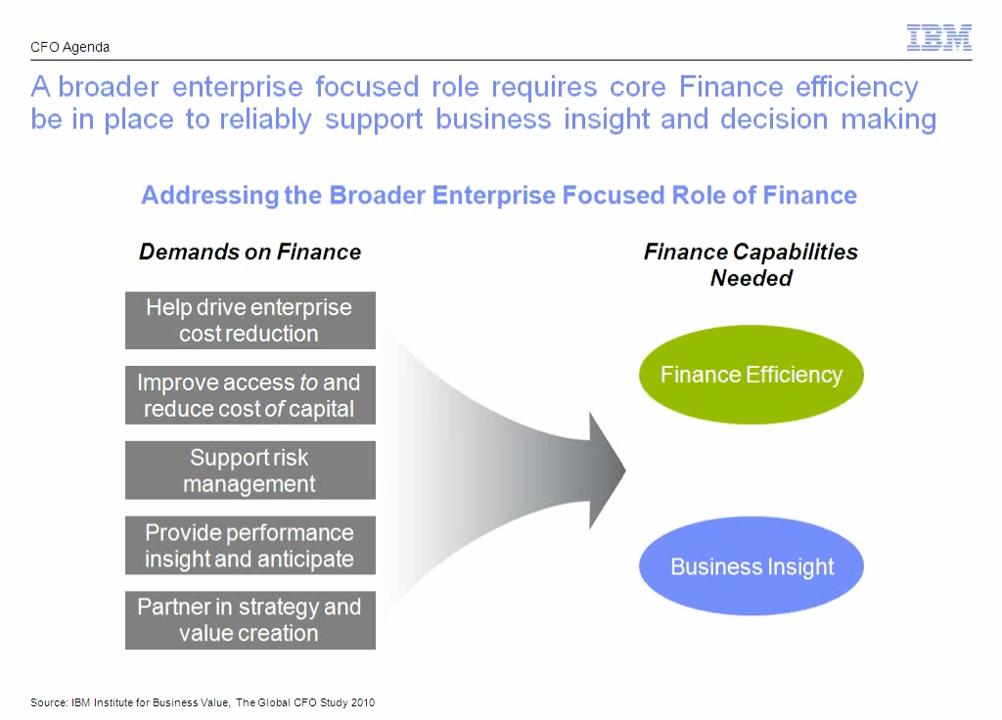 CFO Agenda
IBM
A broader enterprise focused role requires core Finance efficiency
be in place to reliably support business insight and decision making
Addressing the Broader Enterprise Focused Role of Finance
Demands on Finance
Help drive enterprise
cost reduction
Improve access to and
reduce cost of capital
Support risk
management
Provide performance
insight and anticipate
Partner in strategy and
value creation
Finance Capabilities
Needed
Finance Efficiency
Business Insight
Source: IBM Institute for Business Value, The Global CFO Study 2010